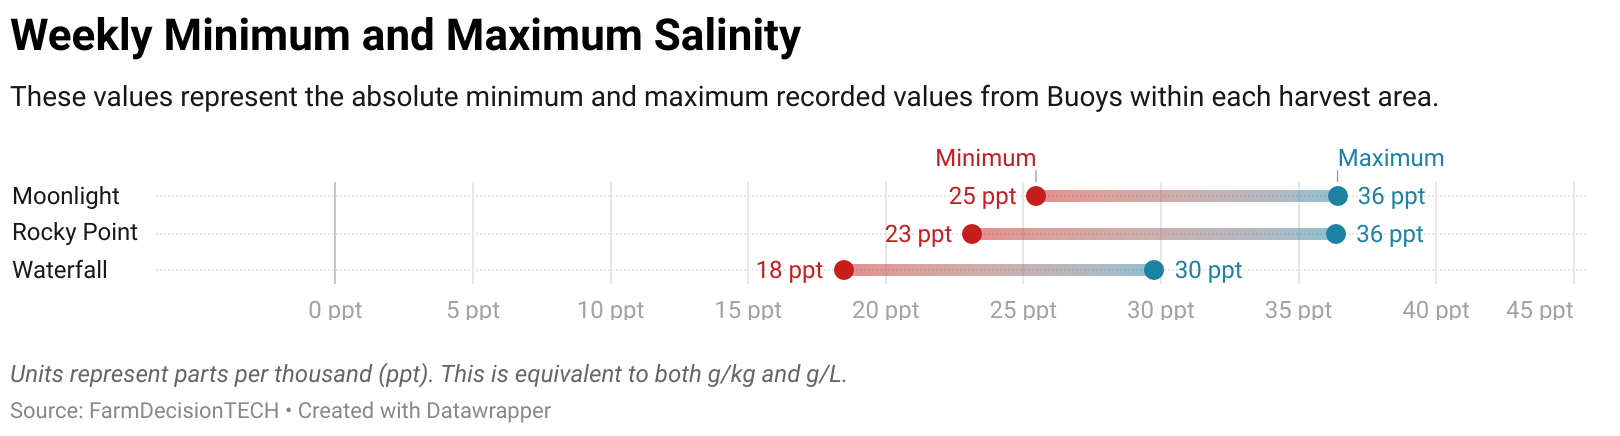 Weekly Minimum and Maximum Salinity
These values represent the absolute minimum and maximum recorded values from Buoys within each harvest area.
Minimum Maximum
Moonlight 25 ppt 36 ppt
Rocky Point 23 ppt 36 ppt
Waterfall 18 ppt 30 ppt
0 ppt 5 ppt 10 ppt 15 ppt 20 ppt 25 ppt 30 ppt 35 ppt 40 ppt 45 ppt
Units represent parts per thousand (ppt). This is equivalent to both g/kg and g/L.
Source: FarmDecisionTECH • Created with Datawrapper